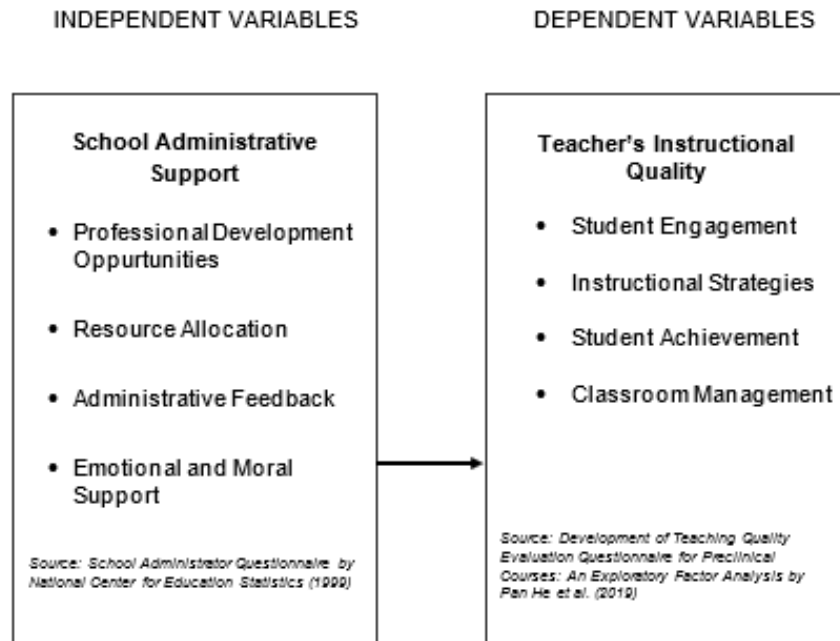 INDEPENDENT VARIABLES
DEPENDENT VARIABLES
School Administrative
Support
• Professional Development
Oppurtunities
• Resource Allocation
• Administrative Feedback
• Emotional and Moral
Support
Source: School Administrator Questionnaire by
National Center for Education Statistics (1999)
Teacher's Instructional
Quality
• Student Engagement
• Instructional Strategies
• Student Achievement
• Classroom Management
Source: Development of Teaching Quality
Evaluation Questionnaire for Preclinical
Courses: An Exploratory Factor Analysis by
Pan He et al. (2019)